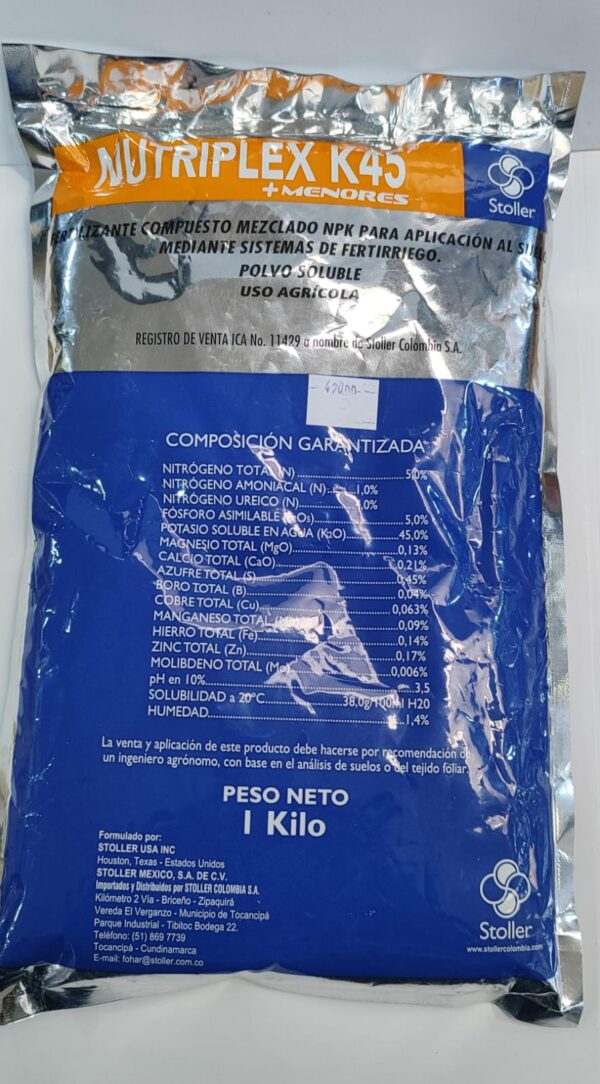 NUTRIPLEX K45
+MENORES
Stoller
COMPUESTO MEZCLADO NPK PARA APLICACIÓN AL
MEDIANTE SISTEMAS DE FERTIRRIEGO.
POLVO SOLUBLE
USO AGRÍCOLA
REGISTRO DE VENTA ICA No. 11429 a nombre de Stoller Colombia S.A.
COMPOSICIÓN GARANTIZADA
NITRÓGENO TOTAL (N) 5,0%
NITRÓGENO AMONIACAL (N) 1,0%
NITRÓGENO UREICO (N)
FÓSFORO ASIMILABLE 5,0%
POTASIO SOLUBLE EN AGUA (K2O) 45,0%
MAGNESIO TOTAL (MgO) 0,13%
CALCIO TOTAL (CaO) 0,21%
AZUFRE TOTAL (S) 0,45%
BORO TOTAL (B) 0,04%
COBRE TOTAL (Cu) 0,063%
MANGANESO TOTAL 0,09%
HIERRO TOTAL (Fe) 0,14%
ZINC TOTAL (Zn) 0,17%
MOLIBDENO TOTAL (Mo) 0,006%
pH en 10% 3,5
SOLUBILIDAD a 20°C 38,0g/100ml H20
HUMEDAD 1,4%
La venta y aplicación de este producto debe hacerse por recomendación de
un ingeniero agrónomo, con base en el análisis de suelos o del tejido foliar.
PESO NETO
1 Kilo
Formulado por:
STOLLER USA INC
Houston, Texas - Estados Unidos
STOLLER MEXICO, S.A. DE C.V.
Importados y Distribuidos por STOLLER COLOMBIA S.A.
Kilómetro 2 Vía - Briceño - Zipaquirá
Vereda El Verganzo - Municipio de Tocancipá
Parque Industrial - Tibitoc Bodega 22.
Teléfono: (51) 869 7739
Tocancipá - Cundinamarca
E-mail: fohar@stoller.com.co
Stoller
www.stollercolombia.com